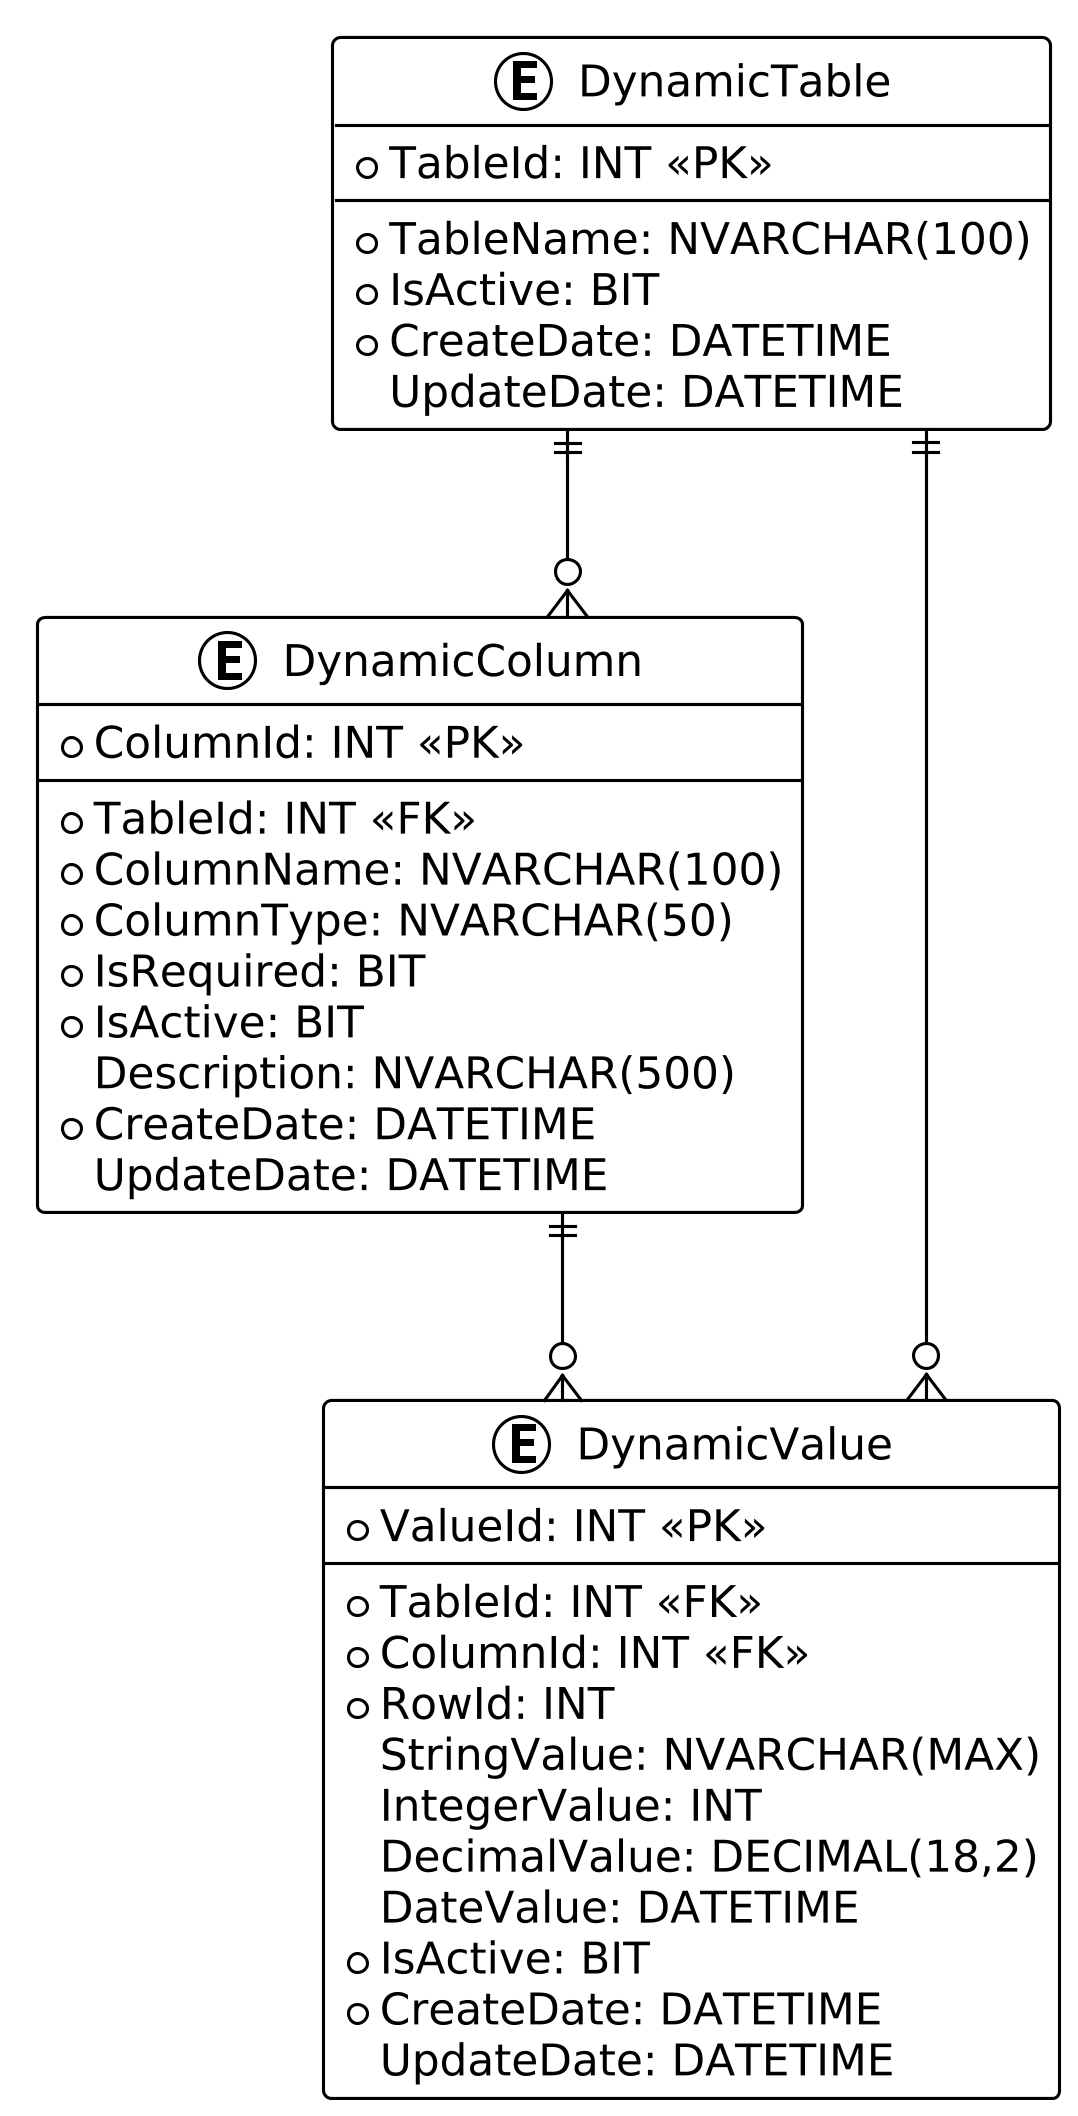 E DynamicTable
TableId: INT «PK»
TableName: NVARCHAR(100)
IsActive: BIT
CreateDate: DATETIME
UpdateDate: DATETIME
E DynamicColumn
ColumnId: INT «PK»
TableId: INT «FK»
ColumnName: NVARCHAR(100)
ColumnType: NVARCHAR(50)
IsRequired: BIT
IsActive: BIT
Description: NVARCHAR(500)
CreateDate: DATETIME
UpdateDate: DATETIME
E DynamicValue
ValueId: INT «PK»
TableId: INT «FK»
ColumnId: INT «FK»
RowId: INT
StringValue: NVARCHAR(MAX)
IntegerValue: INT
DecimalValue: DECIMAL(18,2)
DateValue: DATETIME
IsActive: BIT
CreateDate: DATETIME
UpdateDate: DATETIME